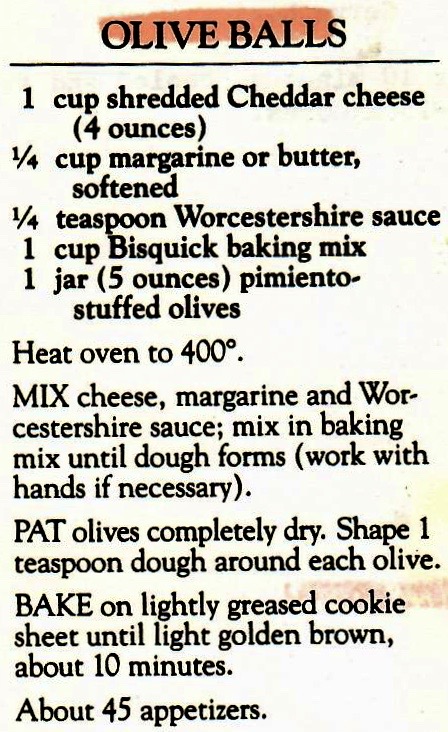 OLIVE BALLS
1 cup shredded Cheddar cheese
(4 ounces)
¼ cup margarine or butter,
softened
¼ teaspoon Worcestershire sauce
1 cup Bisquick baking mix
1 jar (5 ounces) pimiento-
stuffed olives
Heat oven to 400°.
MIX cheese, margarine and Wor-
cestershire sauce; mix in baking
mix until dough forms (work with
hands if necessary).
PAT olives completely dry. Shape 1
teaspoon dough around each olive.
BAKE on lightly greased cookie
sheet until light golden brown,
about 10 minutes.
About 45 appetizers.